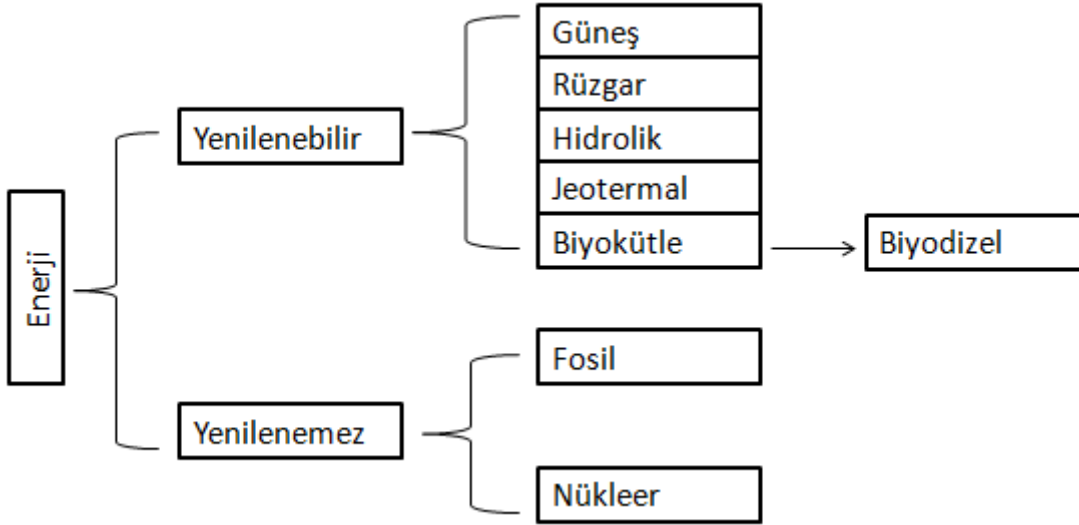 Enerji
Yenilenebilir
Güneş
Rüzgar
Hidrolik
Jeotermal
Biyokütle
Biyodizel
Yenilenemez
Fosil
Nükleer